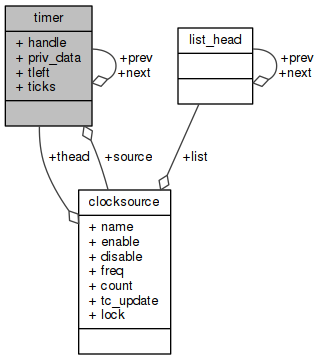 timer
+ handle
+ priv_data
+ tleft
+ ticks
+prev
+next
list_head
+prev
+next
+thead
+source
+list
clocksource
+ name
+ enable
+ disable
+ freq
+ count
+ tc_update
+ lock